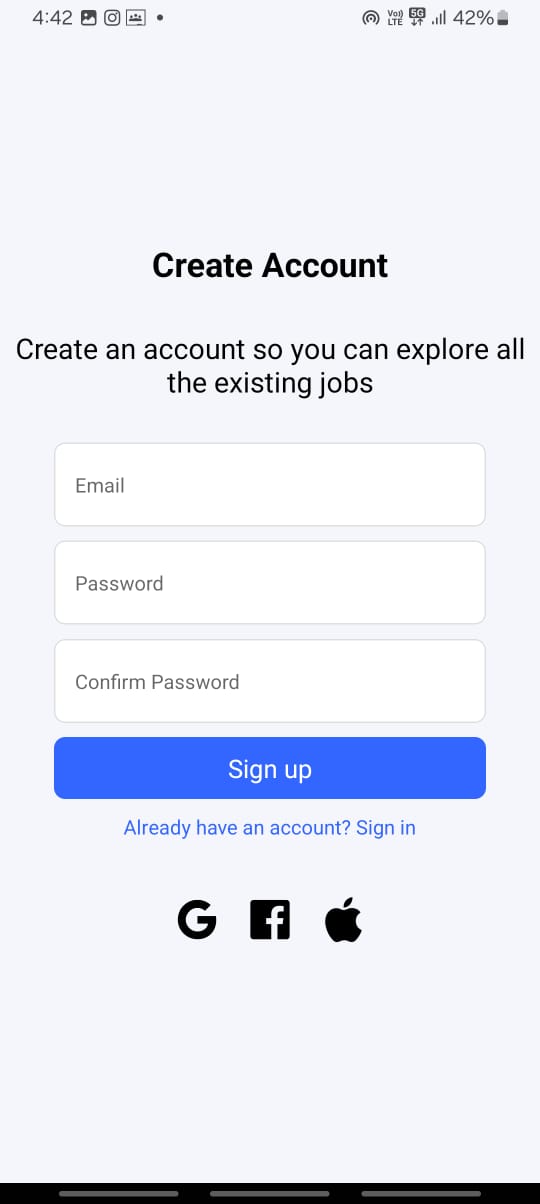 4:42
Vo)) LTE 5G 42%
Create Account
Create an account so you can explore all
the existing jobs
Email
Password
Confirm Password
Sign up
Already have an account? Sign in